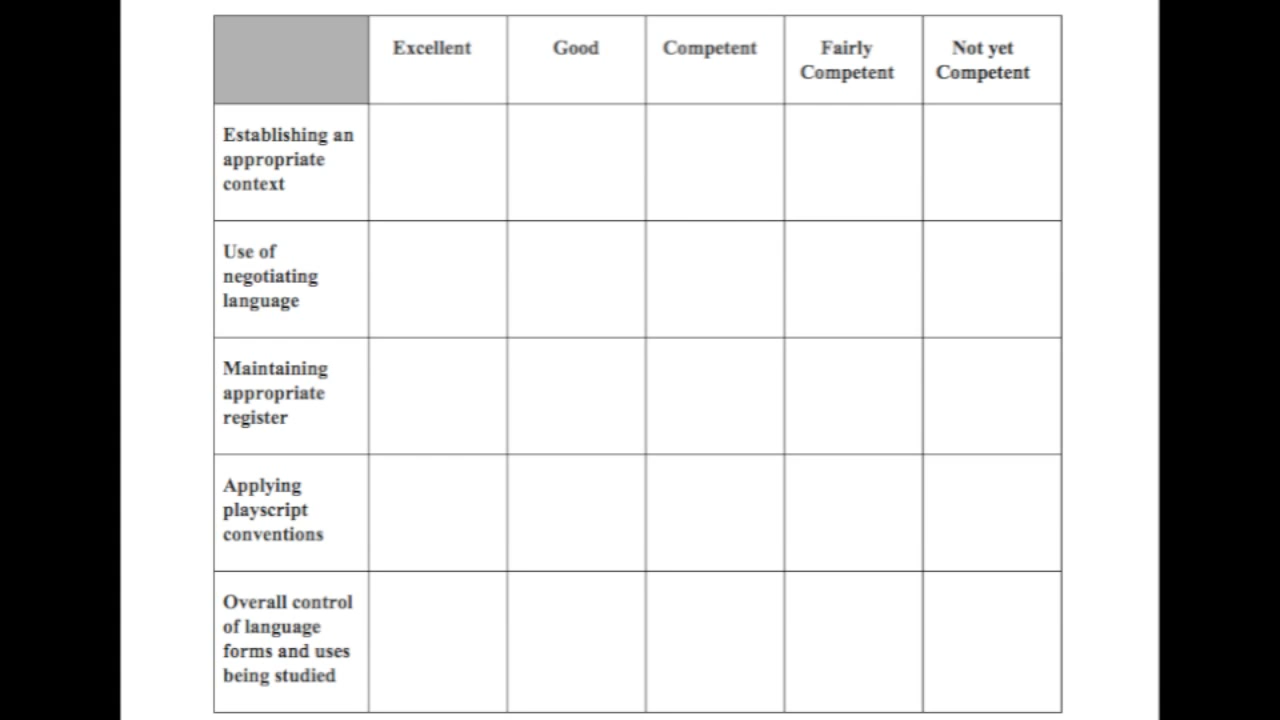 Excellent
Good
Competent
Fairly
Competent
Not yet
Competent
Establishing an
appropriate
context
Use of
negotiating
language
Maintaining
appropriate
register
Applying
playscript
conventions
Overall control
of language
forms and uses
being studied